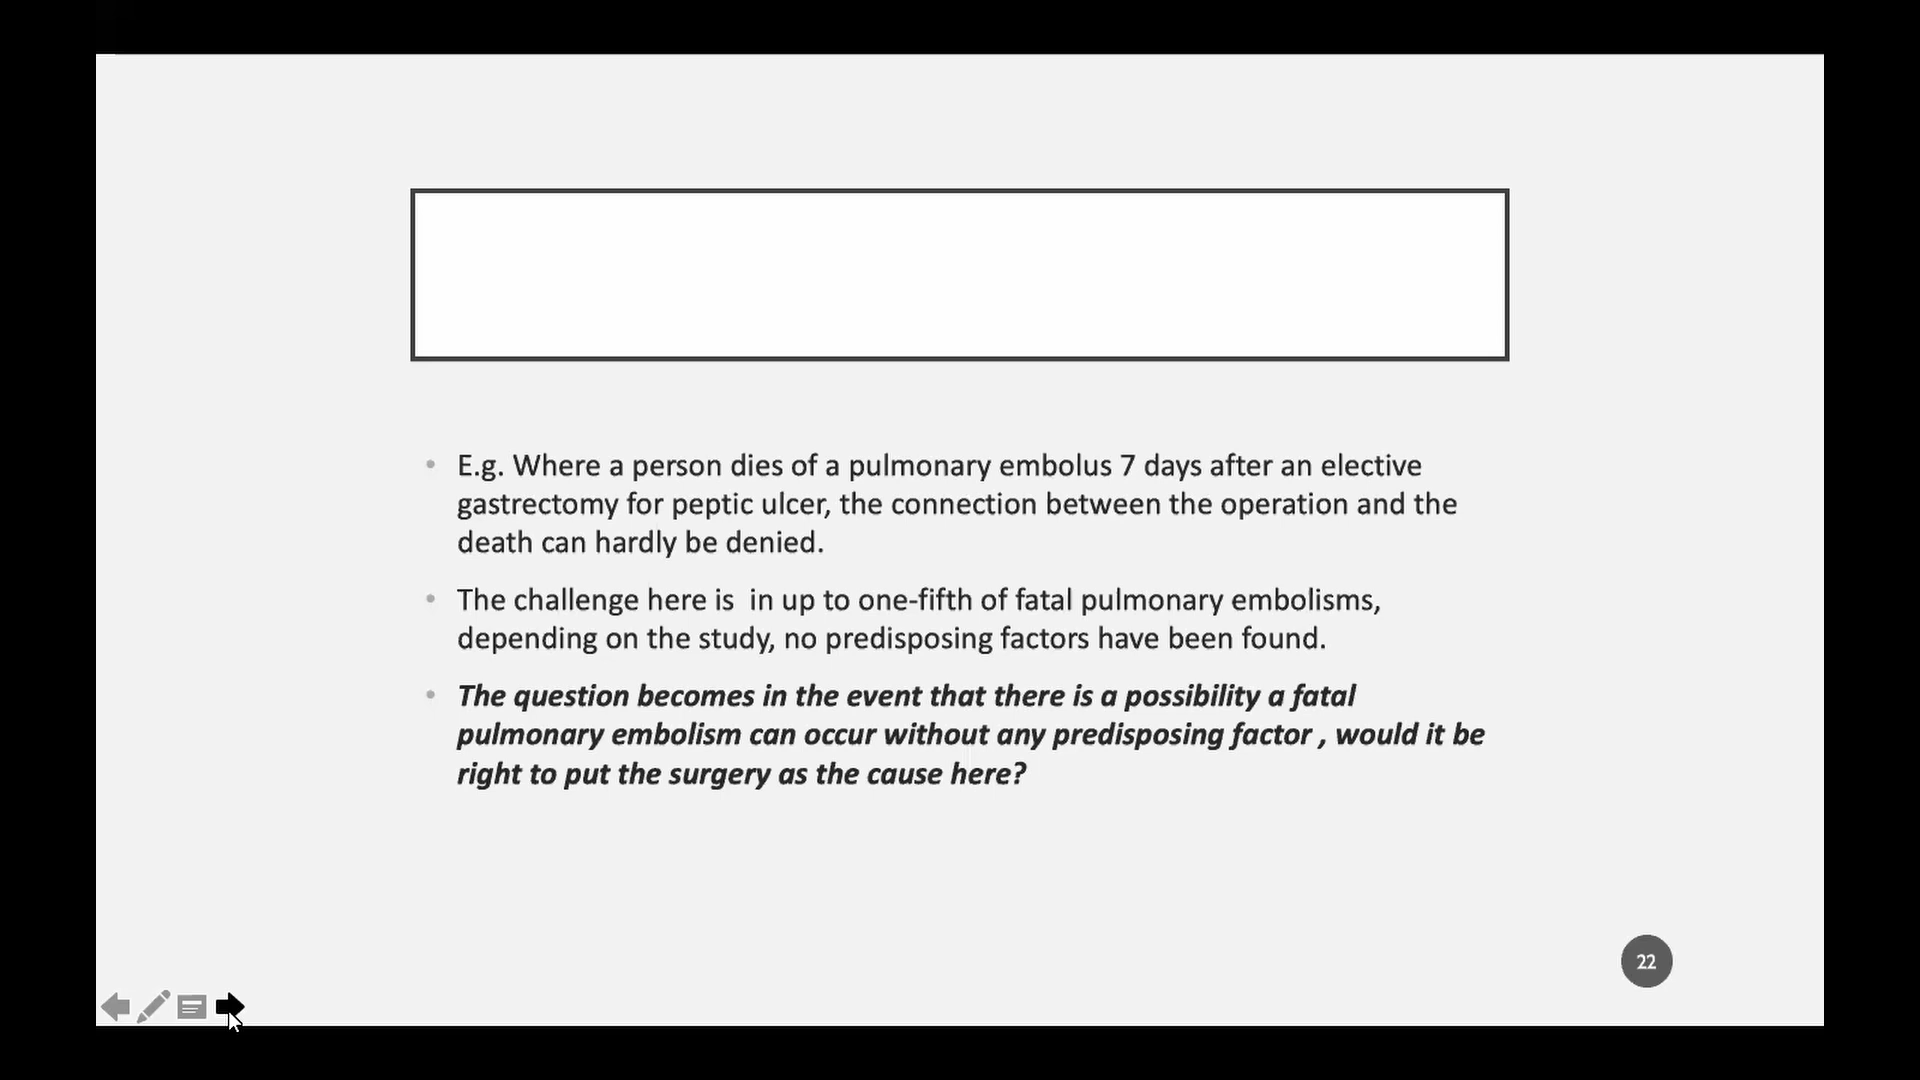 E.g. Where a person dies of a pulmonary embolus 7 days after an elective
gastrectomy for peptic ulcer, the connection between the operation and the
death can hardly be denied.
The challenge here is  in up to one-fifth of fatal pulmonary embolisms,
depending on the study, no predisposing factors have been found.
The question becomes in the event that there is a possibility a fatal
pulmonary embolism can occur without any predisposing factor , would it be
right to put the surgery as the cause here?
22